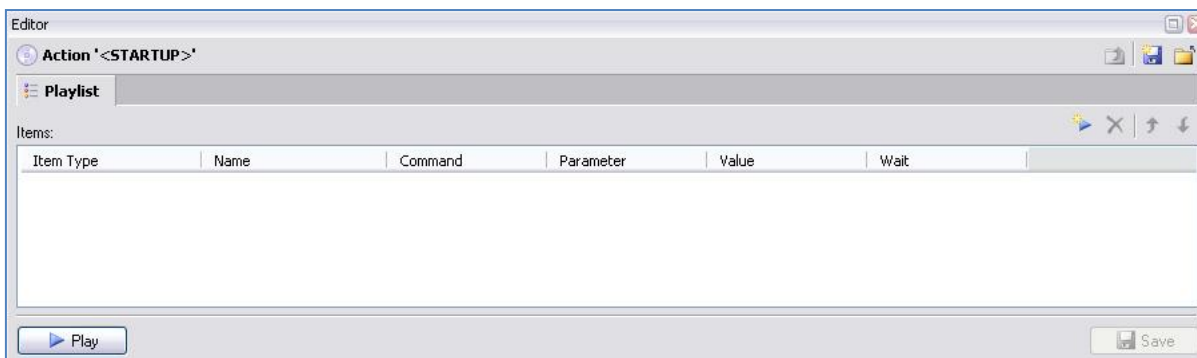 Editor
Action '<STARTUP>'
Playlist
Items:
Item Type Name Command Parameter Value Wait
Play Save